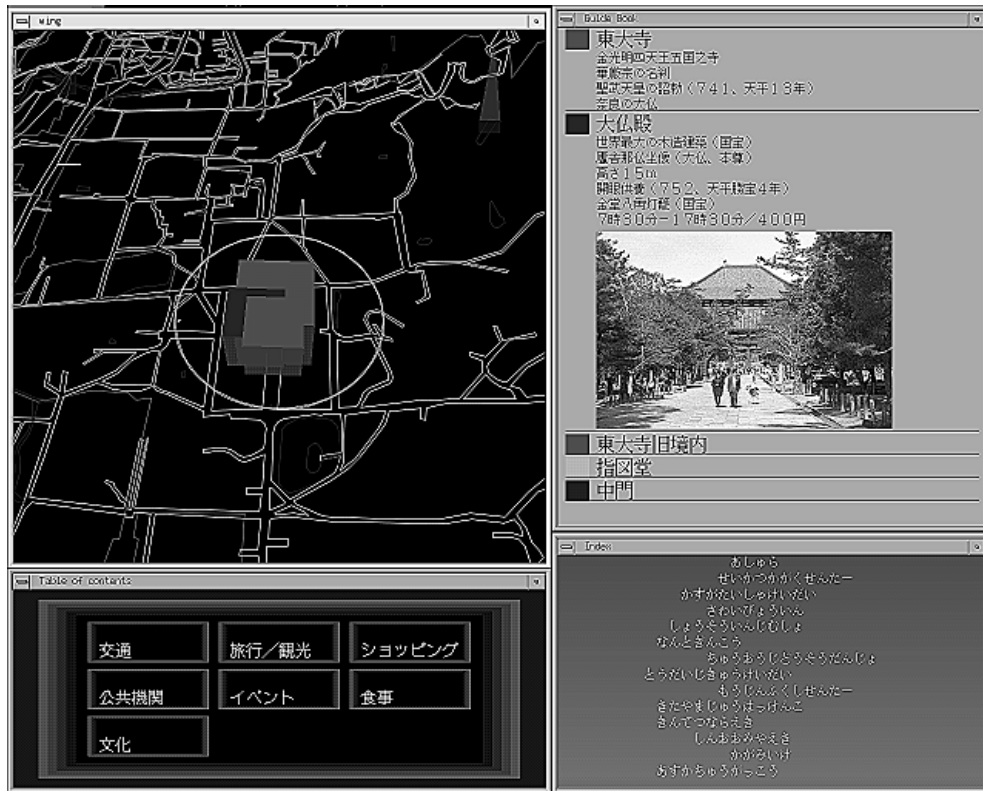 wing
Guide Book
東大寺
金光明四天王護国之寺
華厳宗の名刹
聖武天皇の詔勅（７４１、天平１３年）
奈良の大仏
大仏殿
世界最大の木造建築（国宝）
盧舎那仏坐像（大仏、本尊）
高さ１５ｍ
開眼供養（７５２、天平勝宝４年）
金堂八角灯籠（国宝）
７時３０分－１７時３０分／４００円
東大寺旧境内
指図堂
中門
Table of contents
交通
旅行／観光
ショッピング
公共機関
イベント
食事
文化
Index
おしゅら
せいかつかがくせんたー
かすがたいしゃけいだい
さわいびょういん
しょうそういんじむしょ
なんときんこう
ちゅうおうじどうそうだんじょ
とうだいじきゅうけいだい
もうじんふくしせんたー
きたやまじゅうはっけんこ
きんてつならえき
しんおおみやえき
かがみいけ
あすかちゅうがっこう